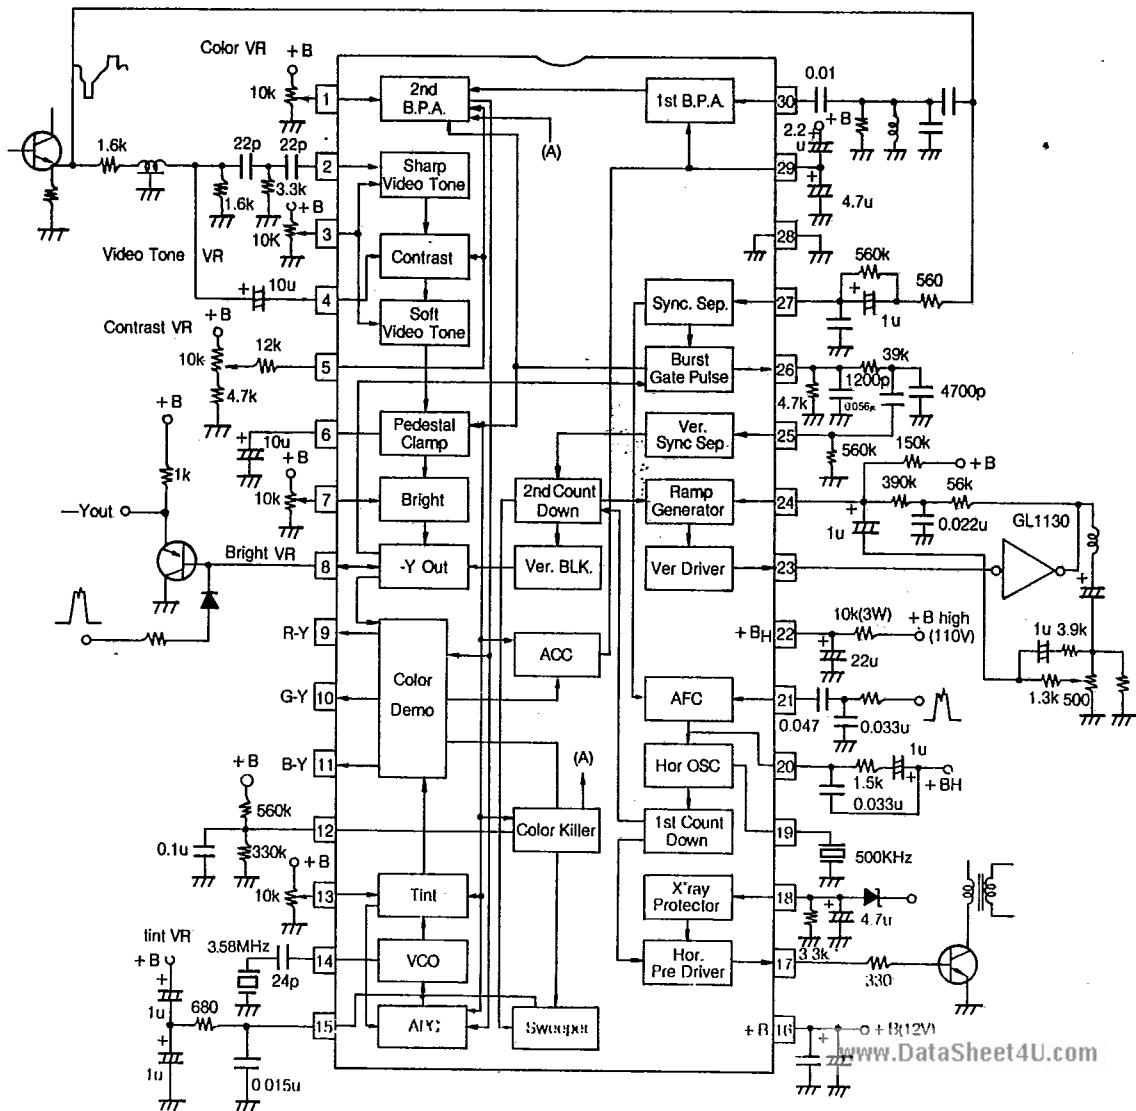 Color VR
+B
10k
1
2nd
B.P.A.
1st B.P.A.
30
0.01
+B
2.2
u
(A)
1.6k
22p
22p
2
Sharp
Video Tone
29
4.7u
1.6k
3.3k
+B
10K
3
28
Video Tone VR
Contrast
560k
560
10u
4
Sync. Sep.
27
1u
Contrast VR
Soft
Video Tone
10k
12k
5
Burst
Gate Pulse
26
39k
1200p
4700p
4.7k
0.056μ
4.7k
+B
10u
6
Pedestal
Clamp
Ver.
Sync Sep
25
560k
150k
+B
1k
+B
10k
7
Bright
2nd Count
Down
Ramp
Generator
24
390k
56k
1u
0.022u
GL1130
—Yout
Bright VR
8
-Y Out
Ver. BLK.
Ver Driver
23
R-Y
9
ACC
+BH
22
10k(3W)
+B high
(110V)
22u
1u
3.9k
G-Y
10
Color
Demo
AFC
21
0.047
0.033u
1.3k
500
B-Y
11
(A)
Hor OSC
20
1u
1.5k
+BH
0.033u
+B
560k
12
Color Killer
1st Count
Down
19
500KHz
0.1u
330k
+B
10k
13
Tint
X'ray
Protector
18
4.7u
3.3k
tint VR
+B
3.58MHz
24p
14
VCO
Hor.
Pre Driver
17
330
1u
680
15
APC
Sweeper
+B
16
+B(12V)
1u
0.015u
www.DataSheet4U.com